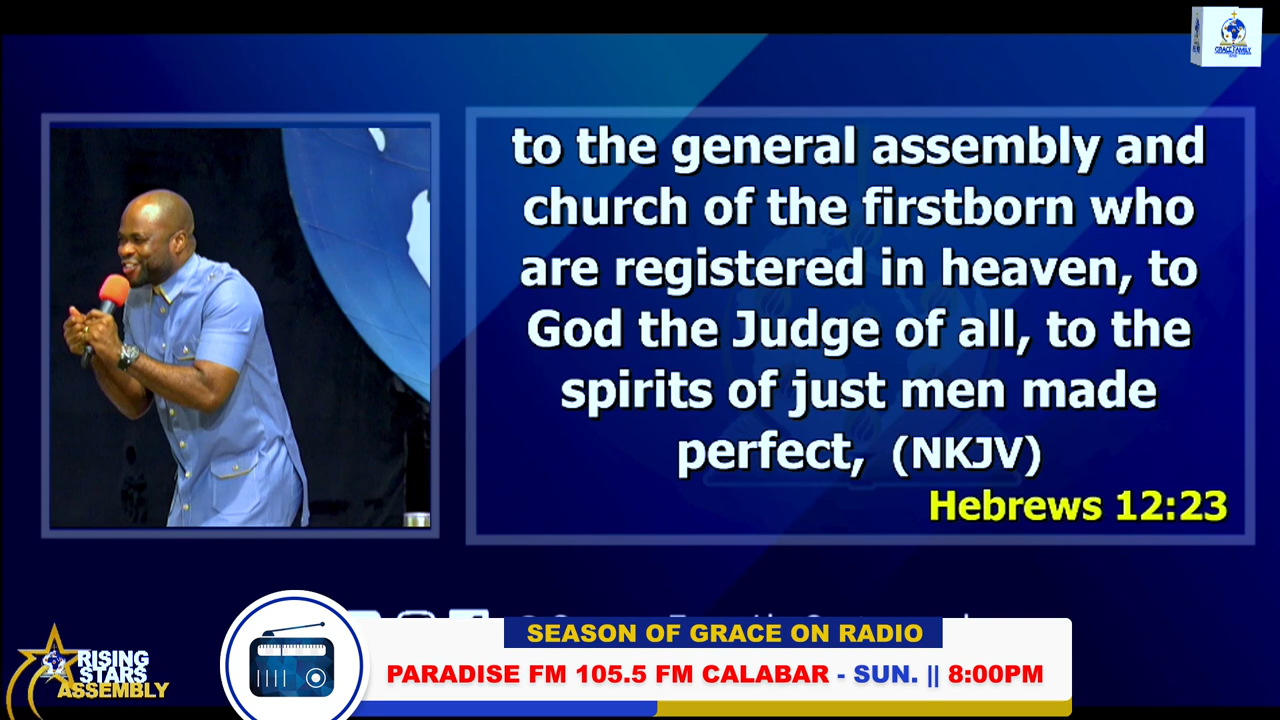 GRACE FAMILY
to the general assembly and
church of the firstborn who
are registered in heaven, to
God the Judge of all, to the
spirits of just men made
perfect, (NKJV)
Hebrews 12:23
RISING
STARS
ASSEMBLY
SEASON OF GRACE ON RADIO
PARADISE FM 105.5 FM CALABAR - SUN. || 8:00PM